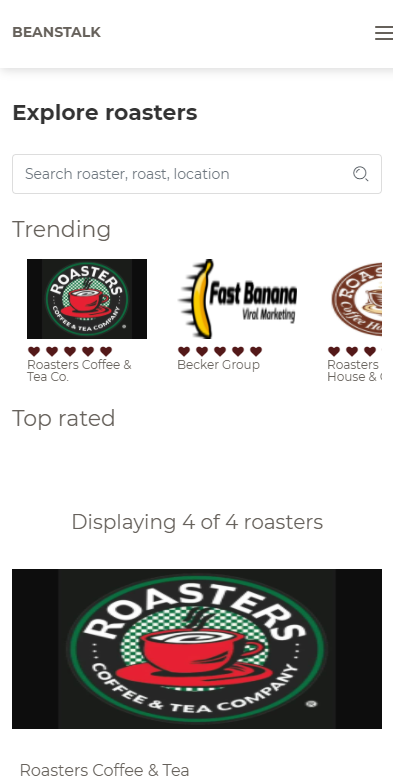 BEANSTALK
Explore roasters
Search roaster, roast, location
Trending
ROASTERS
COFFEE & TEA COMPANY
Fast Banana
Viral Marketing
ROAS
Coffee Ho
Roasters Coffee &
Tea Co.
Becker Group
Roasters
House & C
Top rated
Displaying 4 of 4 roasters
ROASTERS
COFFEE & TEA COMPANY
Roasters Coffee & Tea